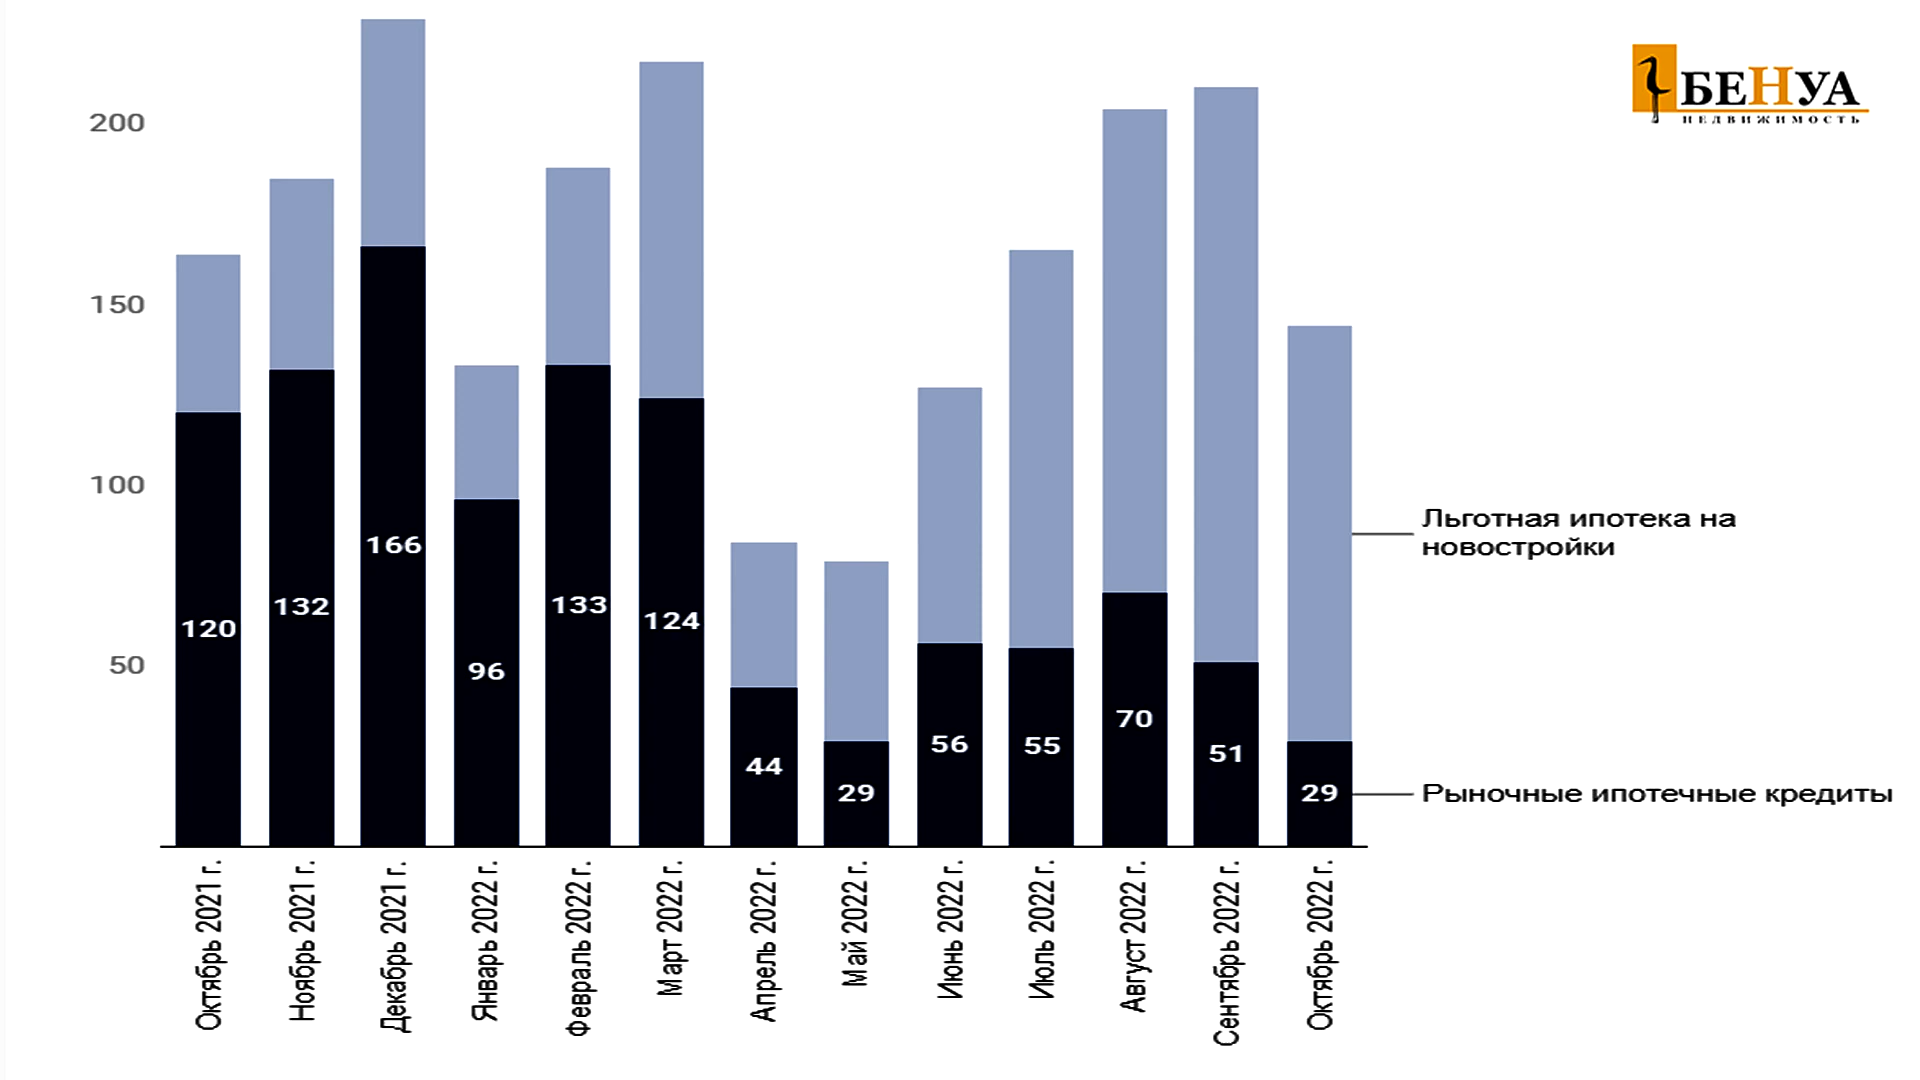 БЕНУА
НЕДВИЖИМОСТЬ
200
150
100
50
120
132
166
96
133
124
44
29
56
55
70
51
29
Льготная ипотека на
новостройки
Рыночные ипотечные кредиты
Октябрь 2021 г.
Ноябрь 2021 г.
Декабрь 2021 г.
Январь 2022 г.
Февраль 2022 г.
Март 2022 г.
Апрель 2022 г.
Май 2022 г.
Июнь 2022 г.
Июль 2022 г.
Август 2022 г.
Сентябрь 2022 г.
Октябрь 2022 г.